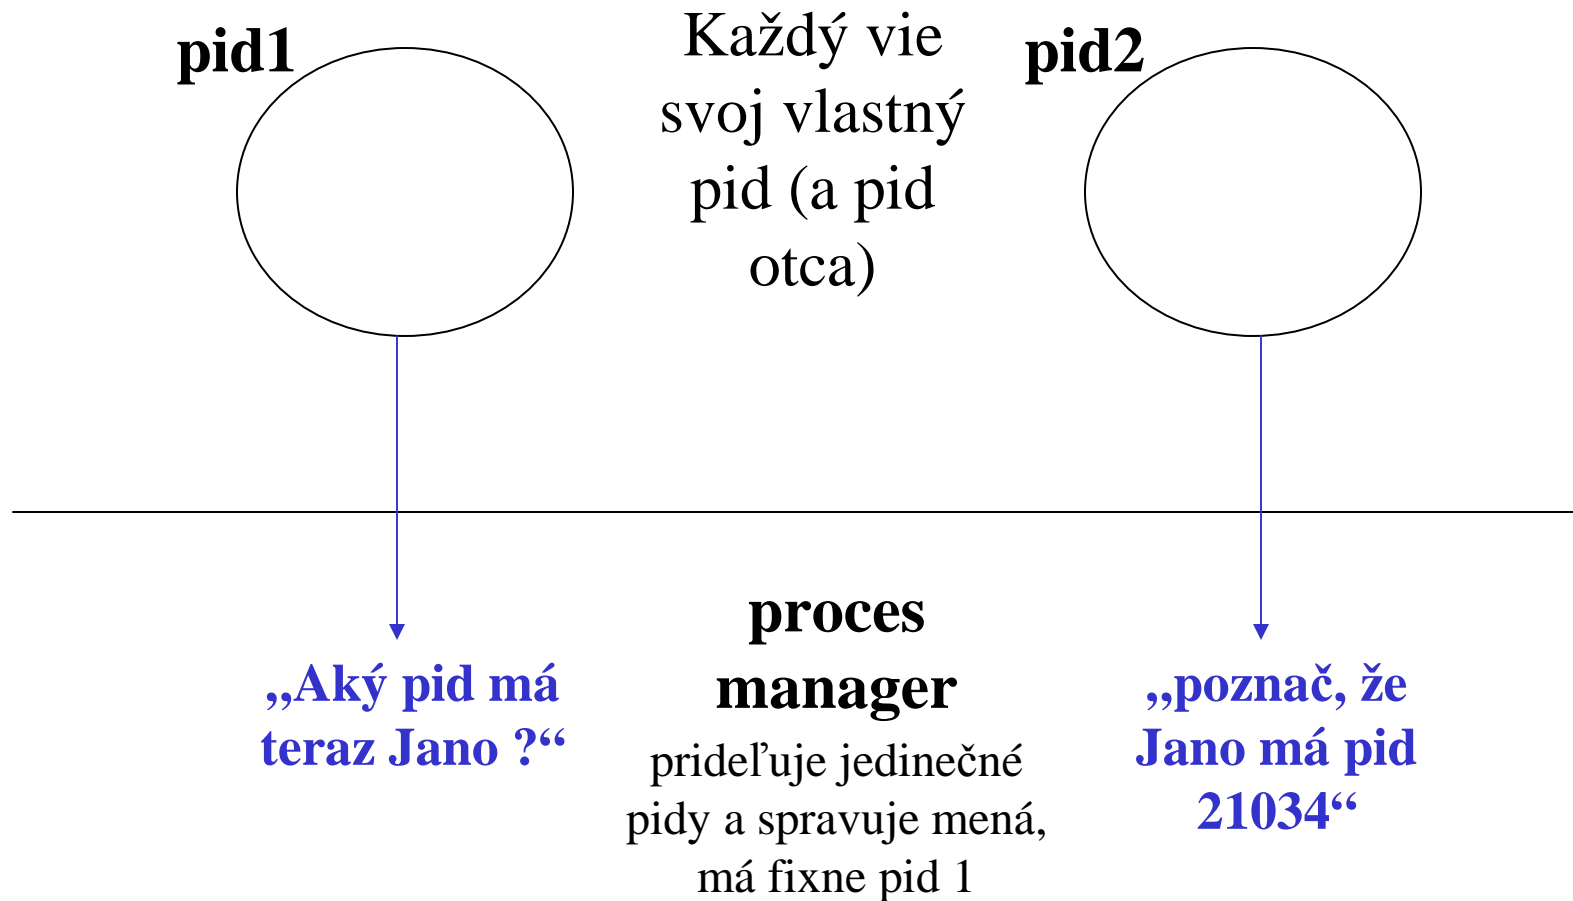 pid1
Každý vie
svoj vlastný
pid (a pid
otca)
pid2
„Aký pid má
teraz Jano ?“
proces
manager
prideľuje jedinečné
pidy a spravuje mená,
má fixne pid 1
„poznač, že
Jano má pid
21034“